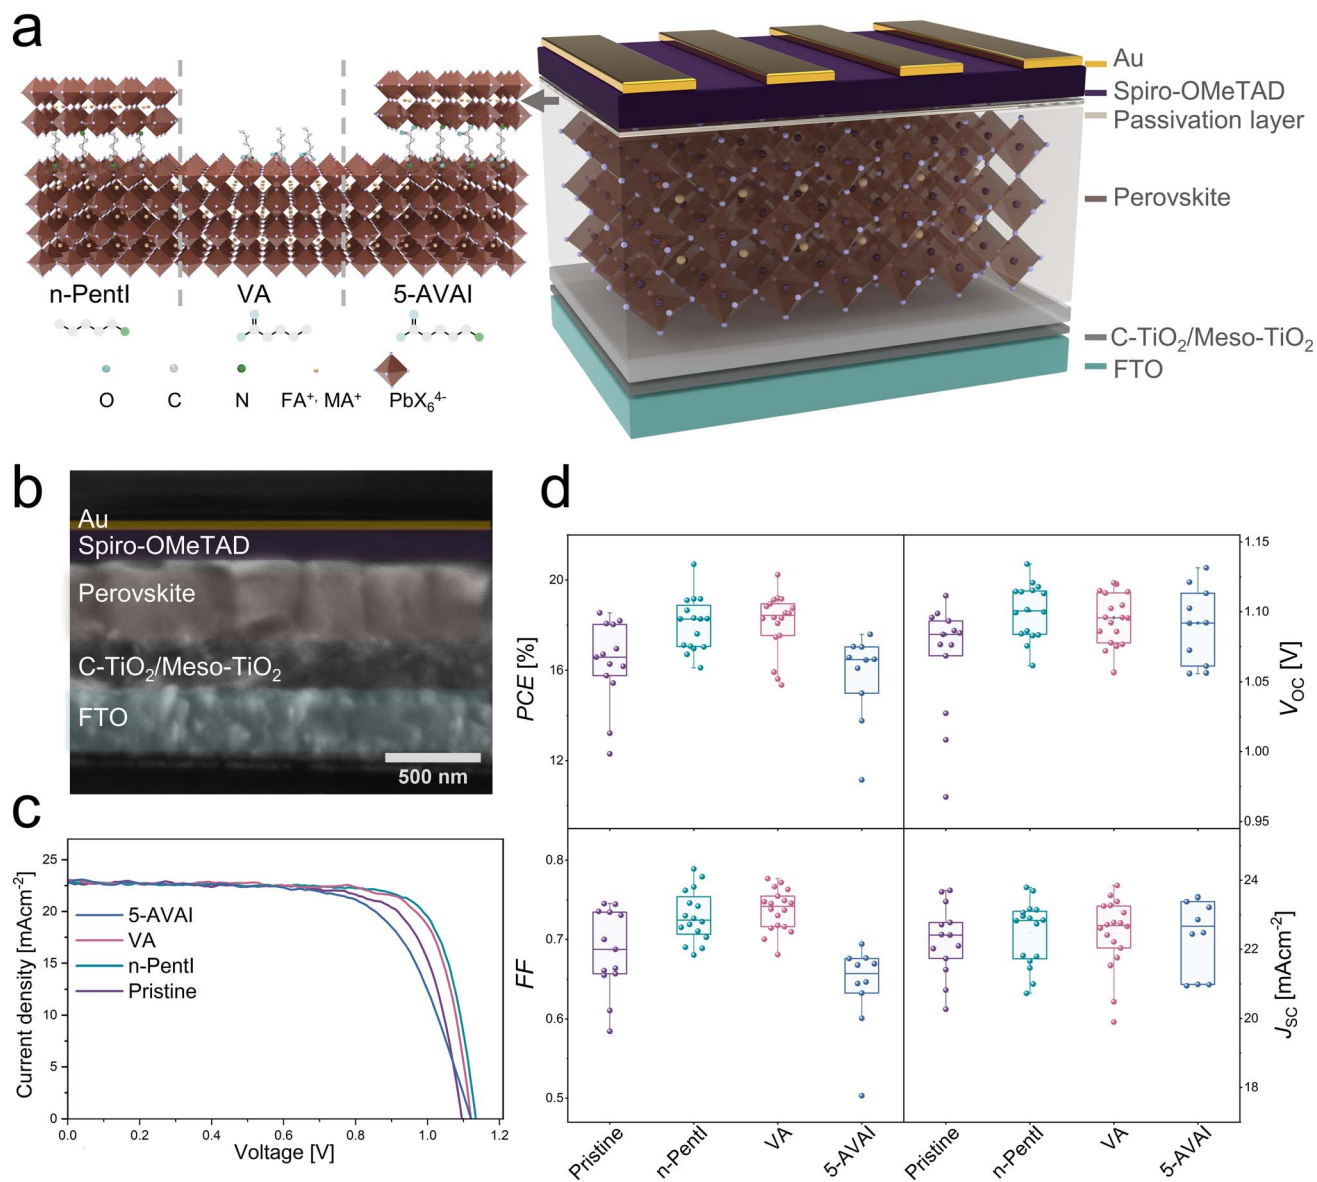 a
Au
Spiro-OMeTAD
Passivation layer
Perovskite
C-TiO₂/Meso-TiO₂
FTO
n-PentI
VA
5-AVAI
O
C
N
FA⁺, MA⁺
PbX₆⁴⁻
b
Au
Spiro-OMeTAD
Perovskite
C-TiO₂/Meso-TiO₂
FTO
500 nm
c
Current density [mAcm⁻²]
25
20
15
10
5
0
5-AVAI
VA
n-PentI
Pristine
0.0 0.2 0.4 0.6 0.8 1.0 1.2
Voltage [V]
d
PCE [%]
20
16
12
1.15
1.10
1.05
1.00
0.95
V_OC [V]
FF
0.8
0.7
0.6
0.5
24
22
20
18
J_SC [mAcm⁻²]
Pristine n-PentI VA 5-AVAI Pristine n-PentI VA 5-AVAI